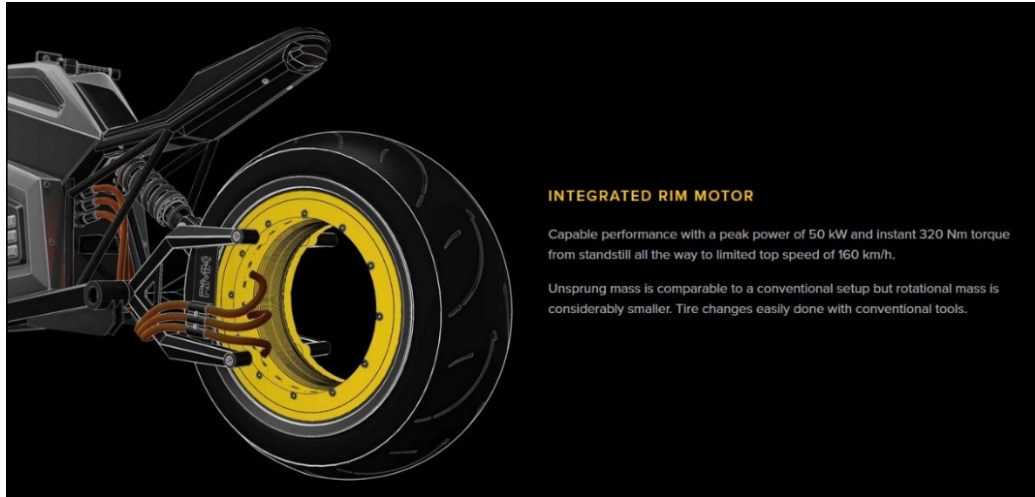 INTEGRATED RIM MOTOR
Capable performance with a peak power of 50 kW and instant 320 Nm torque
from standstill all the way to limited top speed of 160 km/h.
Unsprung mass is comparable to a conventional setup but rotational mass is
considerably smaller. Tire changes easily done with conventional tools.